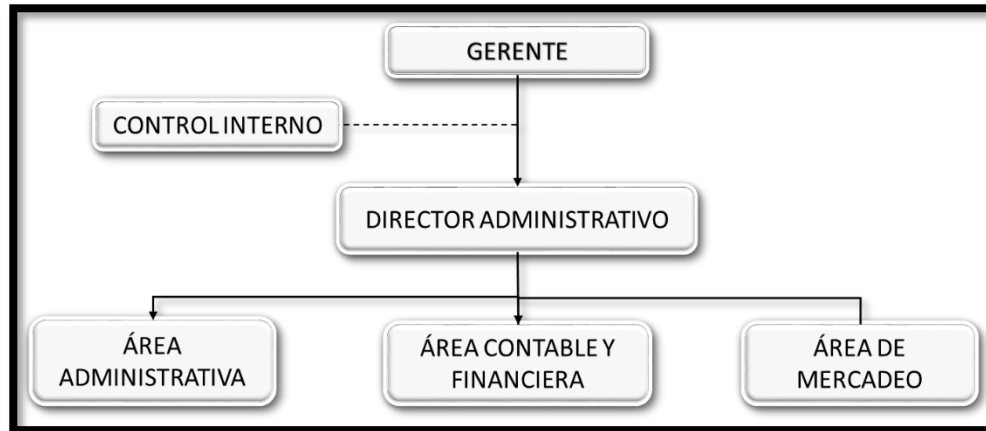 GERENTE
CONTROL INTERNO
DIRECTOR ADMINISTRATIVO
ÁREA
ADMINISTRATIVA
ÁREA CONTABLE Y
FINANCIERA
ÁREA DE
MERCADEO